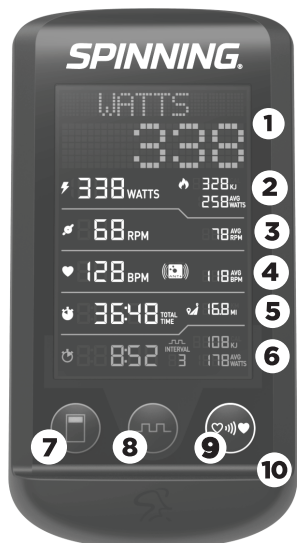 SPINNING®
WATTS
338
1
338 WATTS 328 KJ
258 AVG WATTS
2
68 RPM 78 AVG RPM
3
128 BPM ANT+ 118 AVG BPM
4
36:48 TOTAL TIME 16.8 MI
5
8:52 INTERVAL 3 108 KJ
178 AVG WATTS
6
7
8
9
10